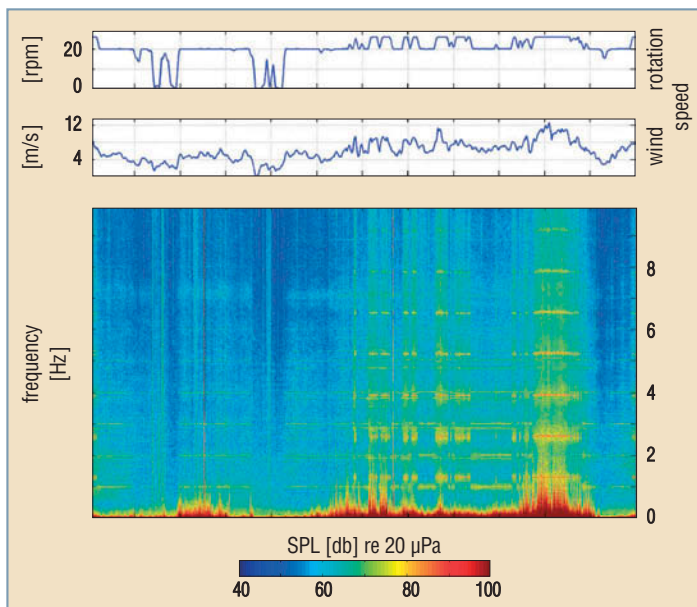 [rpm]
20
0
rotation
speed
[m/s]
12
8
4
wind
frequency
[Hz]
8
6
4
2
0
SPL [db] re 20 µPa
40 60 80 100